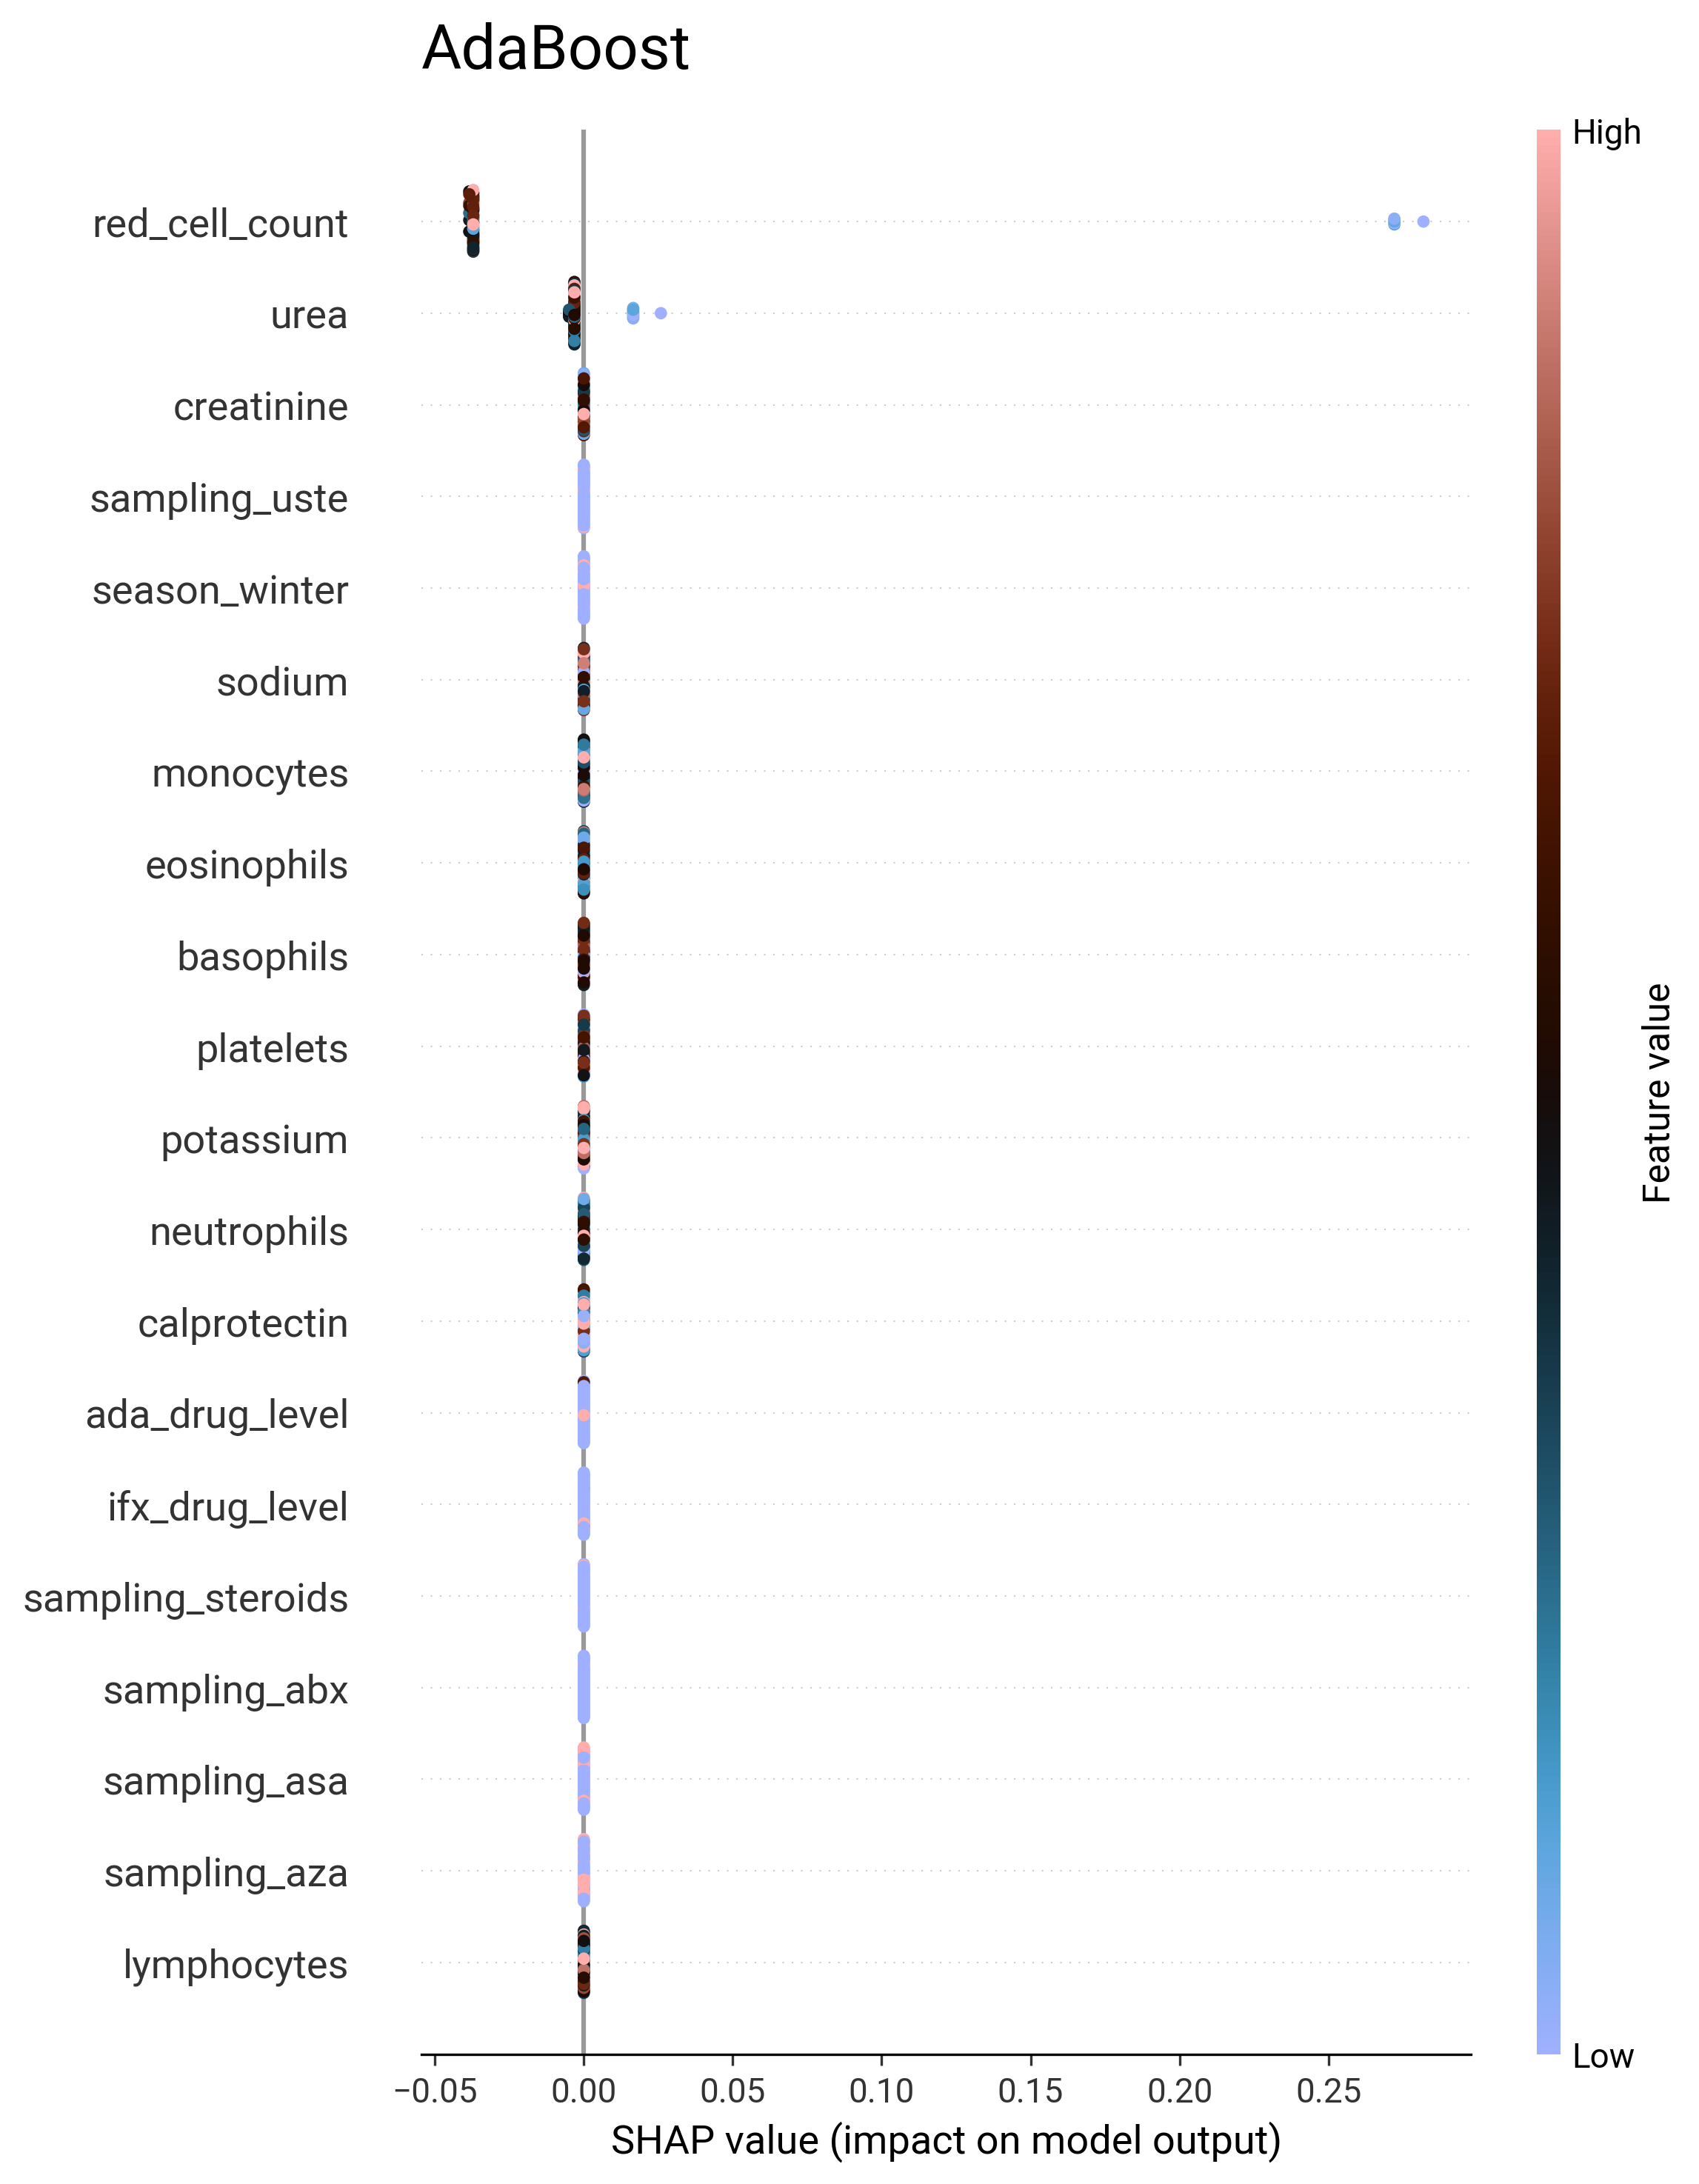 AdaBoost
High
red_cell_count
urea
creatinine
sampling_uste
season_winter
sodium
monocytes
eosinophils
basophils
platelets
potassium
neutrophils
calprotectin
ada_drug_level
ifx_drug_level
sampling_steroids
sampling_abx
sampling_asa
sampling_aza
lymphocytes
Feature value
Low
−0.05 0.00 0.05 0.10 0.15 0.20 0.25
SHAP value (impact on model output)